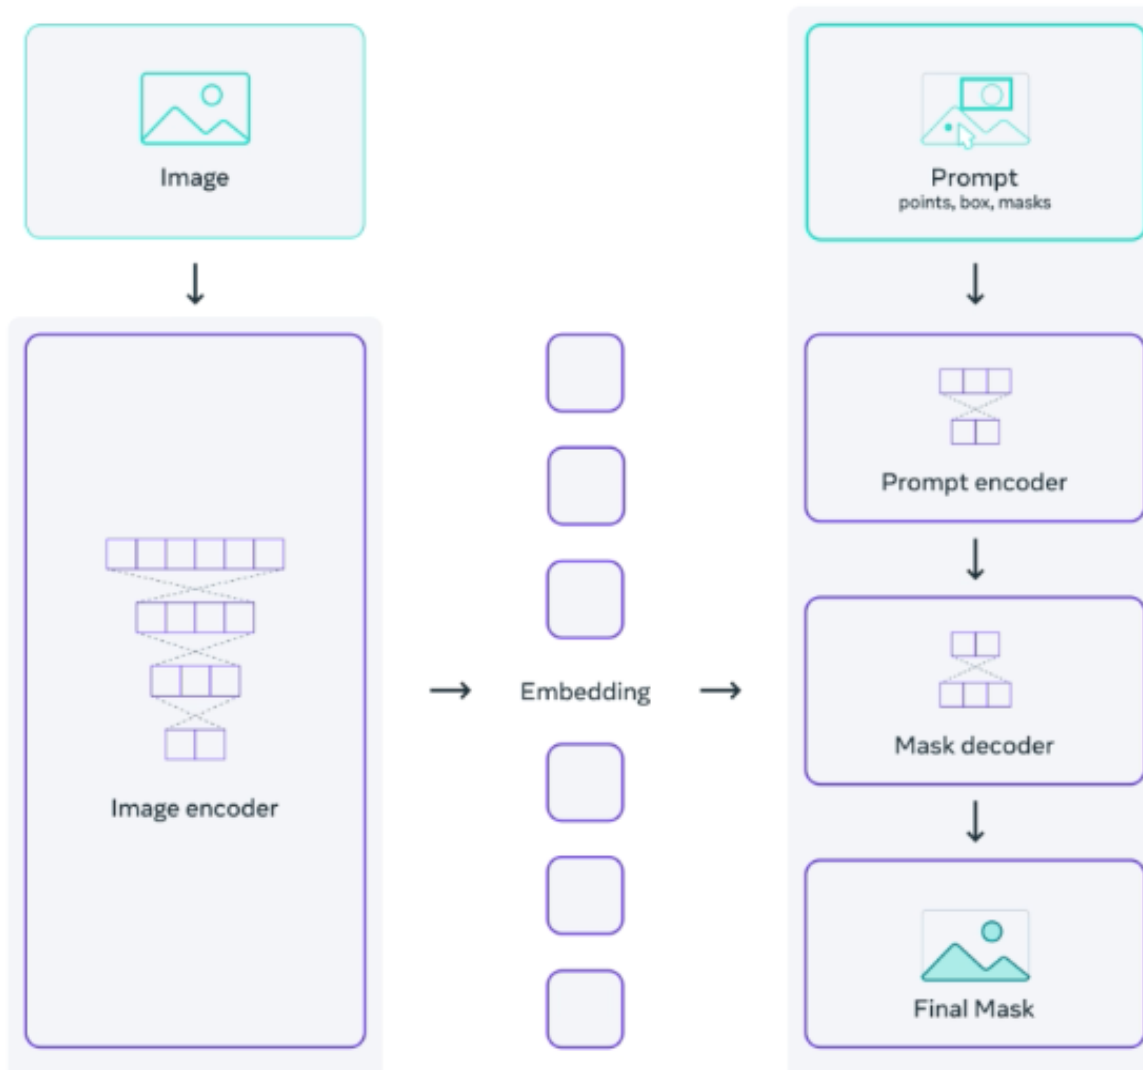 Image
Image encoder
Embedding
Prompt
points, box, masks
Prompt encoder
Mask decoder
Final Mask